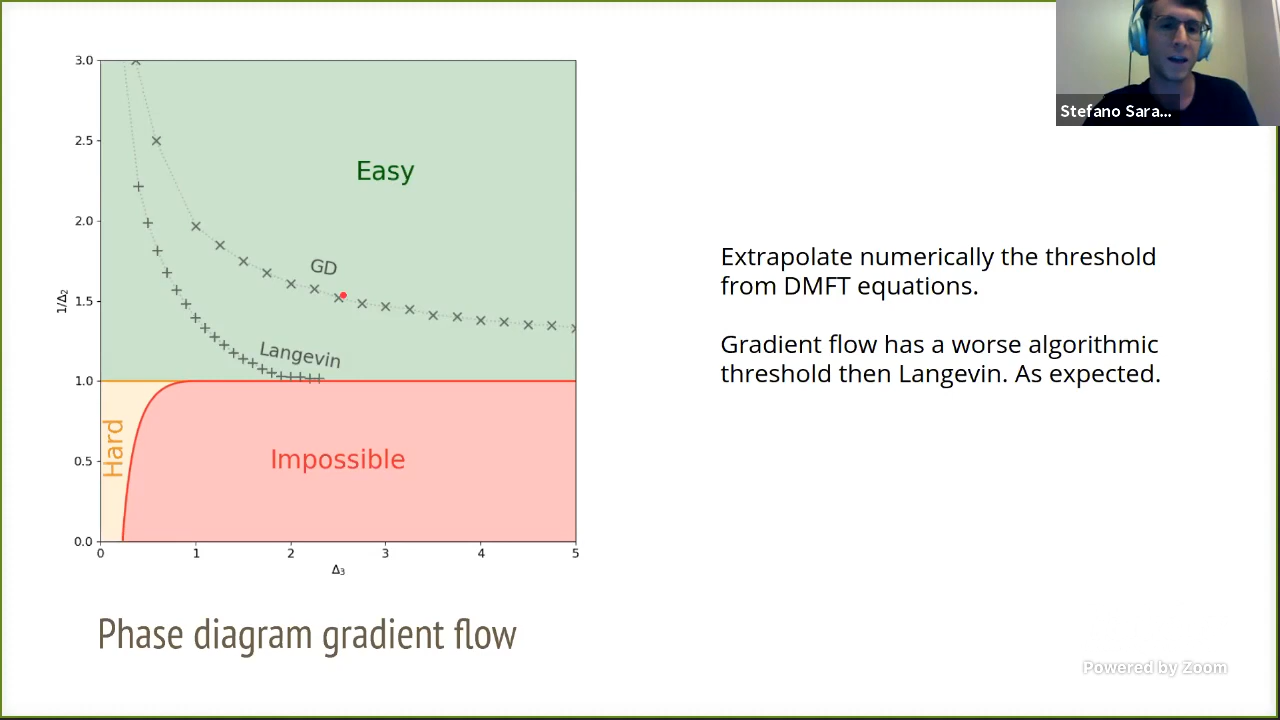 Stefano Sara...
3.0
2.5
2.0
1.5
1.0
0.5
0.0
1/Δ₂
Easy
GD
Langevin
Hard
Impossible
0 1 2 3 4 5
Δ₃
Extrapolate numerically the threshold
from DMFT equations.
Gradient flow has a worse algorithmic
threshold then Langevin. As expected.
Phase diagram gradient flow
Powered by Zoom